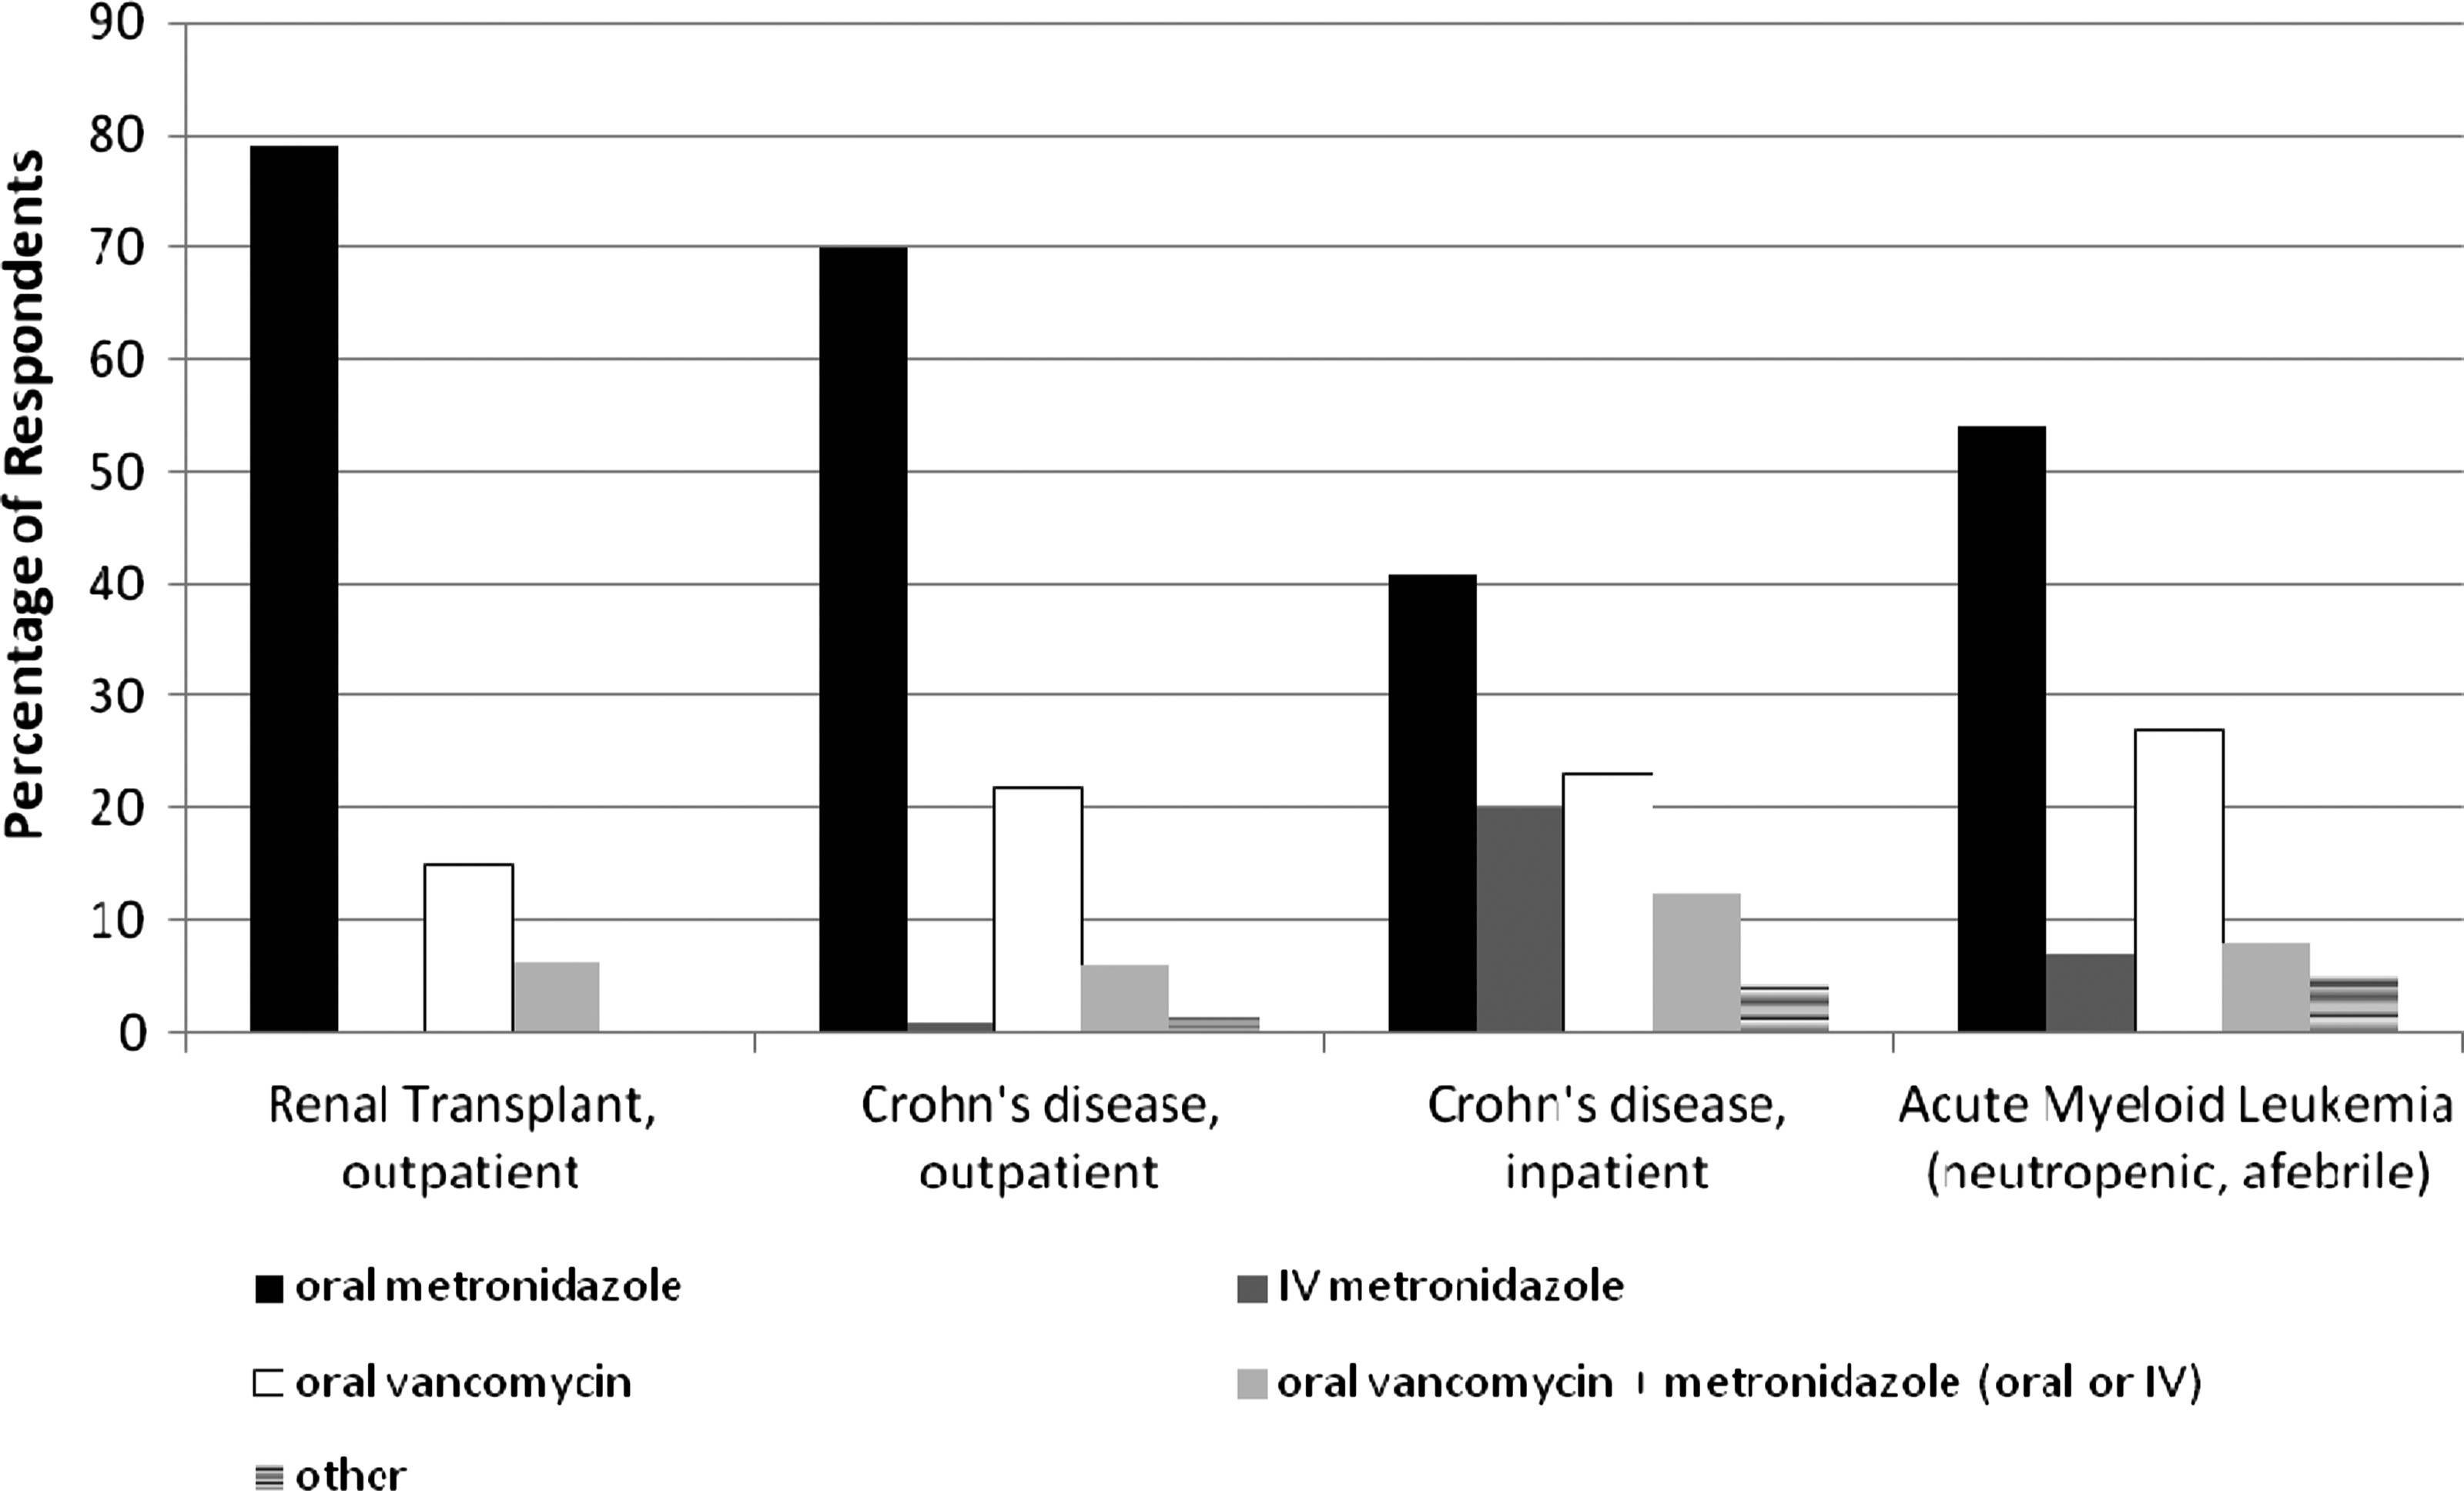 Percentage of Respondents
90
80
70
60
50
40
30
20
10
0
Renal Transplant,
outpatient
Crohn's disease,
outpatient
Crohn's disease,
inpatient
Acute Myeloid Leukemia
(neutropenic, afebrile)
oral metronidazole
IV metronidazole
oral vancomycin
oral vancomycin + metronidazole (oral or IV)
other